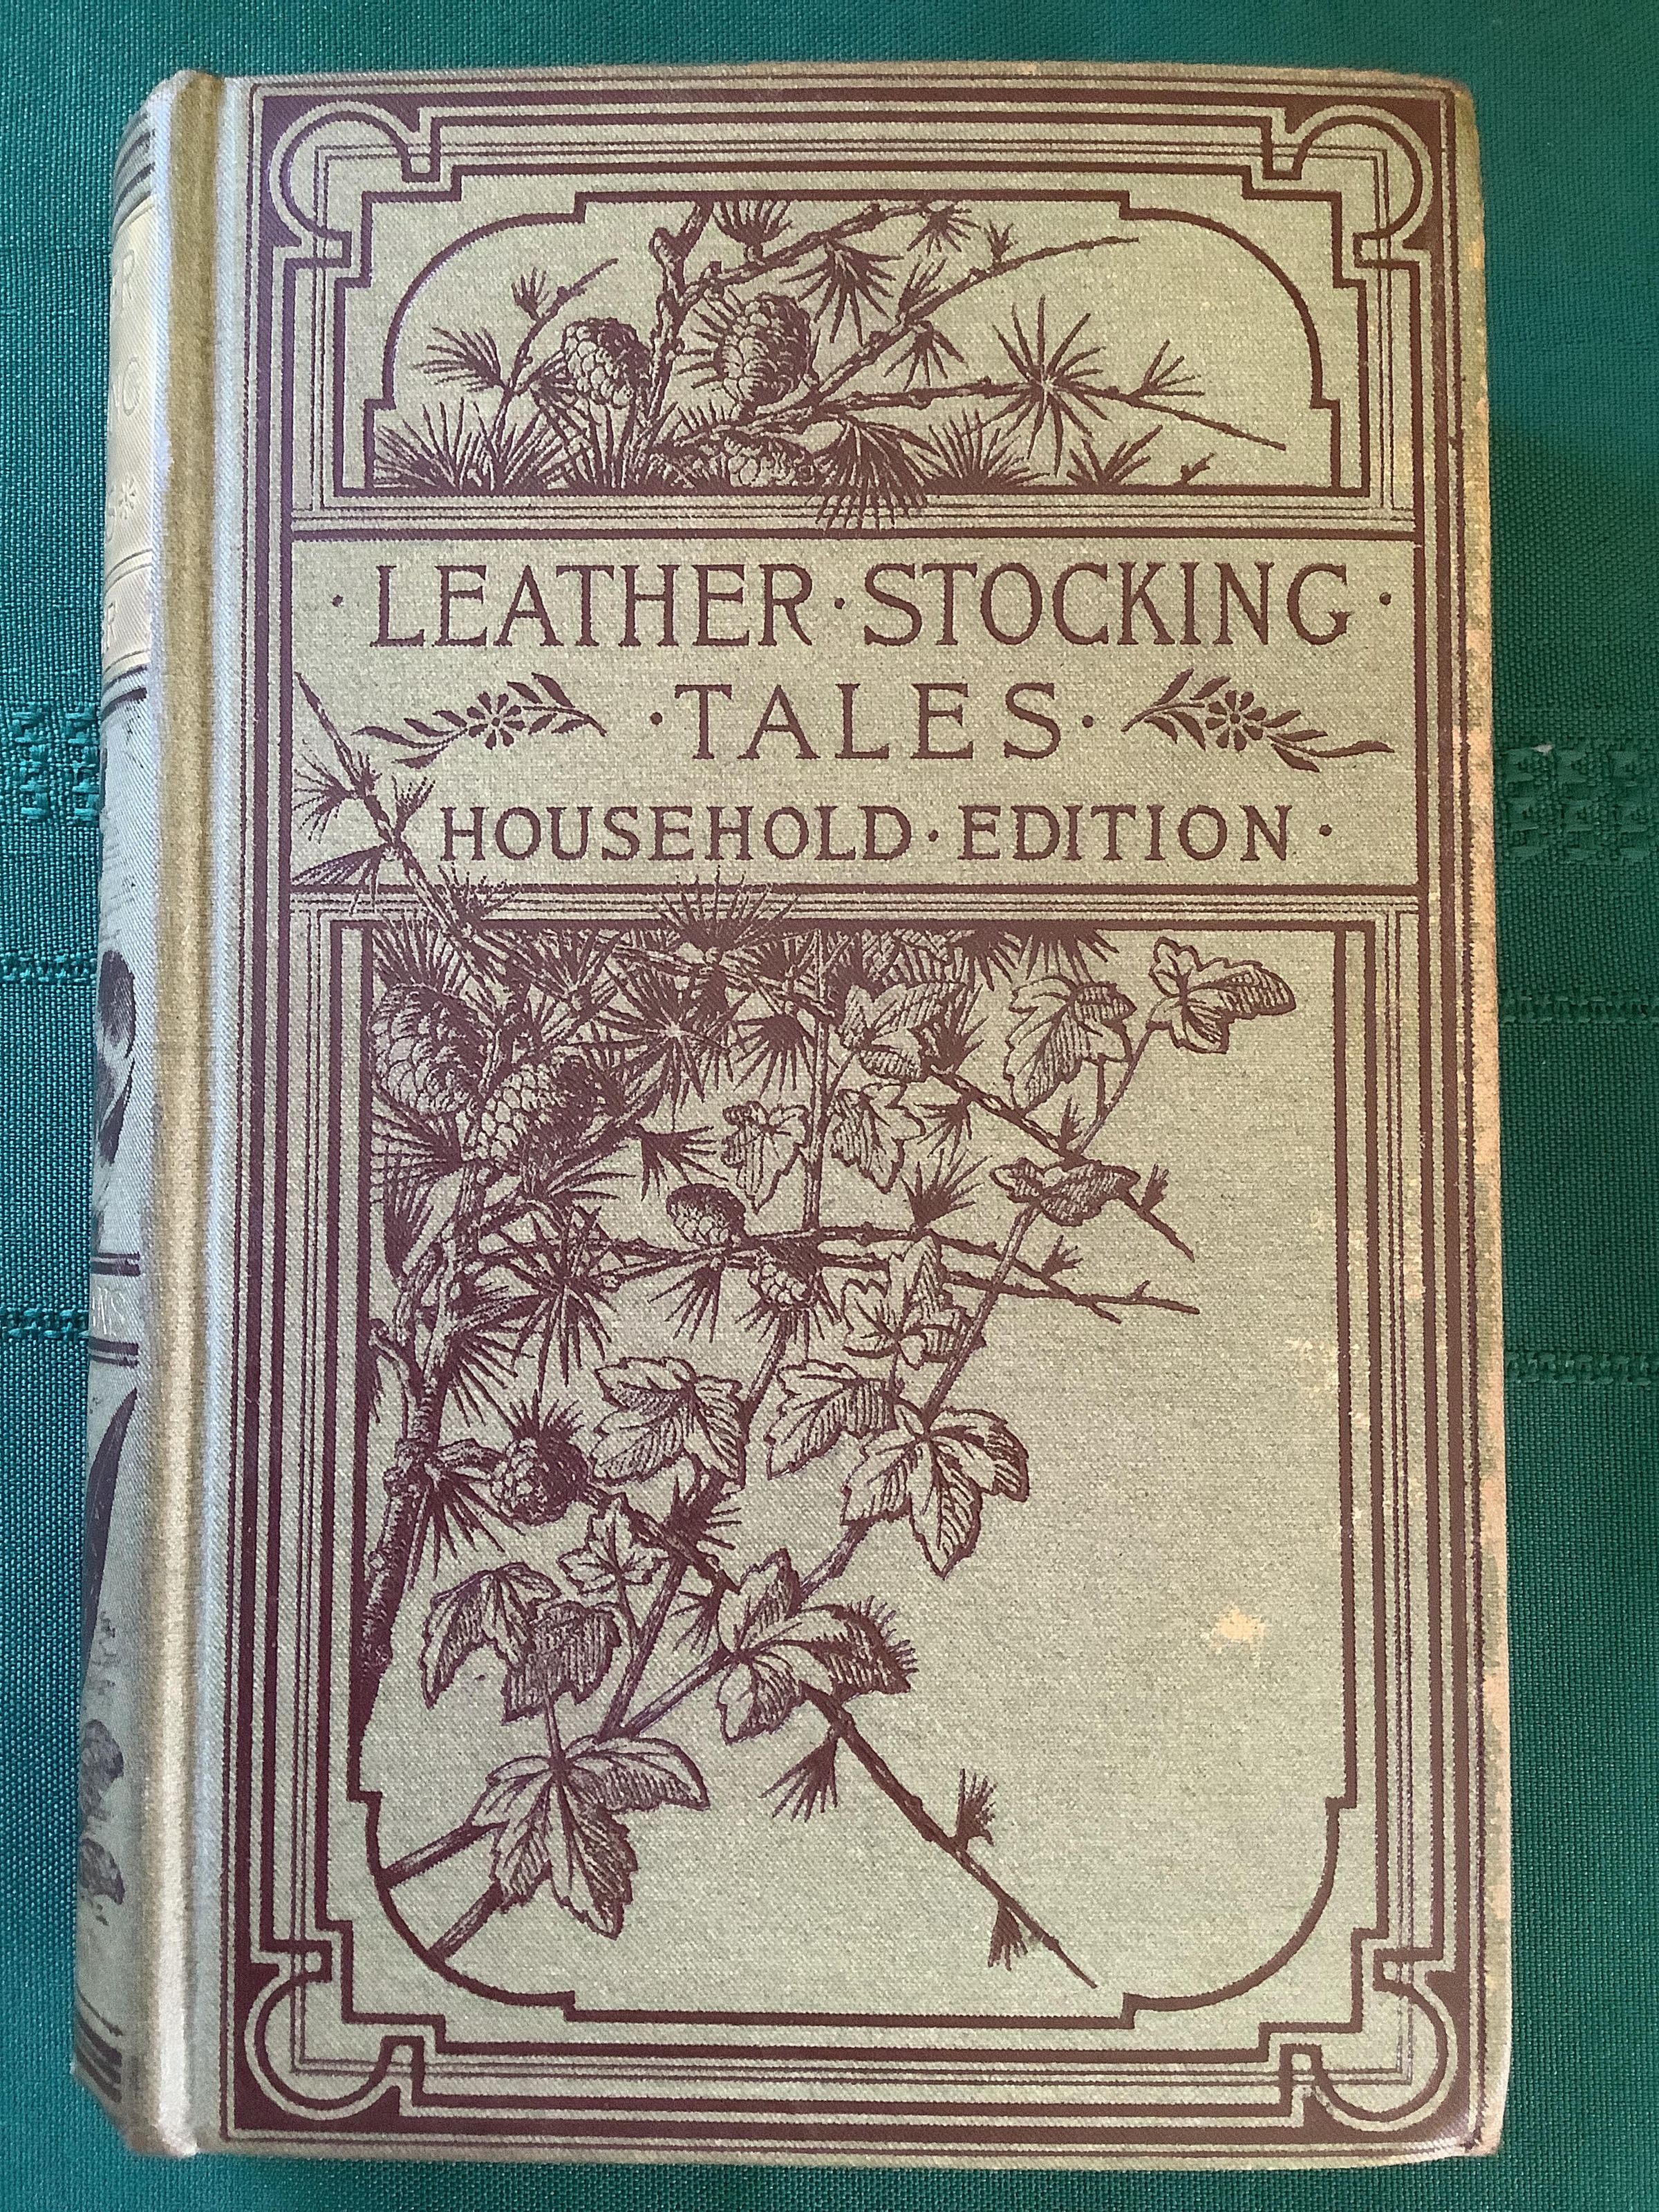 · LEATHER · STOCKING ·
· TALES ·
HOUSEHOLD · EDITION ·